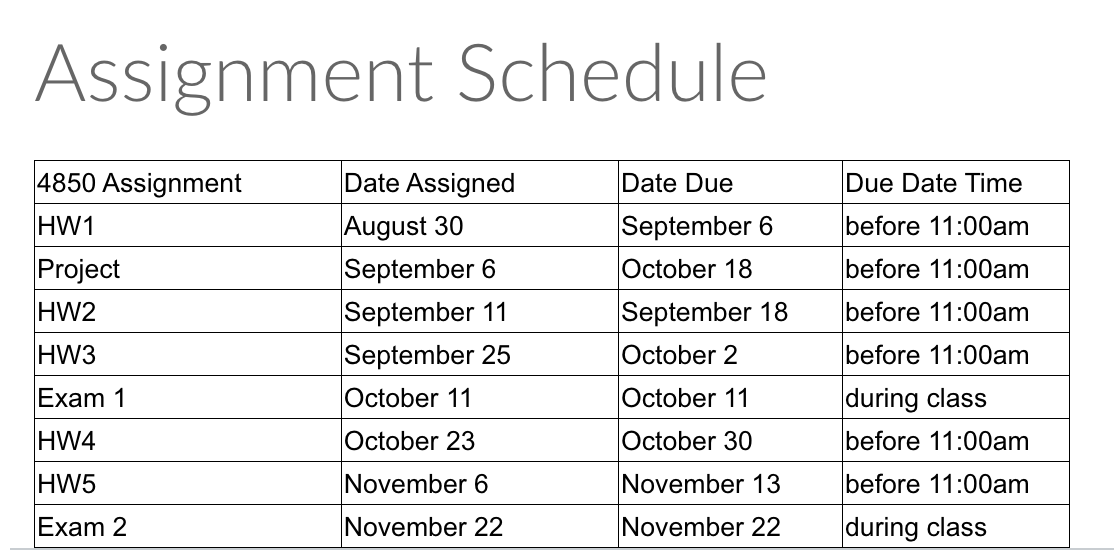 Assignment Schedule
4850 Assignment Date Assigned Date Due Due Date Time
HW1 August 30 September 6 before 11:00am
Project September 6 October 18 before 11:00am
HW2 September 11 September 18 before 11:00am
HW3 September 25 October 2 before 11:00am
Exam 1 October 11 October 11 during class
HW4 October 23 October 30 before 11:00am
HW5 November 6 November 13 before 11:00am
Exam 2 November 22 November 22 during class